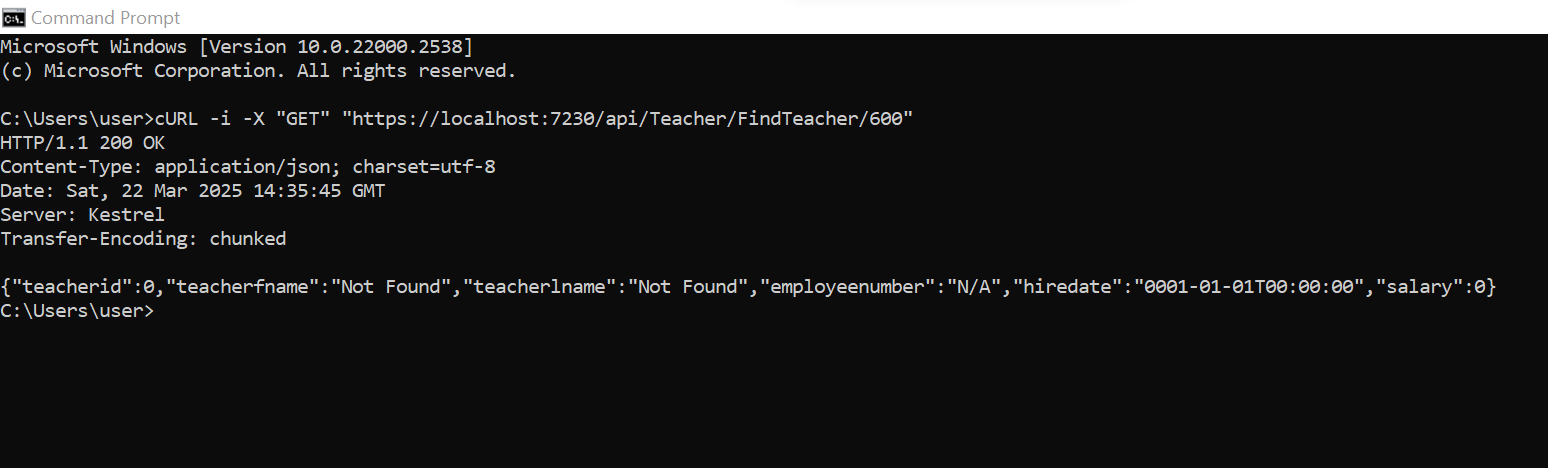 Command Prompt
Microsoft Windows [Version 10.0.22000.2538]
(c) Microsoft Corporation. All rights reserved.
C:\Users\user>cURL -i -X "GET" "https://localhost:7230/api/Teacher/FindTeacher/600"
HTTP/1.1 200 OK
Content-Type: application/json; charset=utf-8
Date: Sat, 22 Mar 2025 14:35:45 GMT
Server: Kestrel
Transfer-Encoding: chunked
{"teacherid":0,"teacherfname":"Not Found","teacherlname":"Not Found","employeenumber":"N/A","hiredate":"0001-01-01T00:00:00","salary":0}
C:\Users\user>